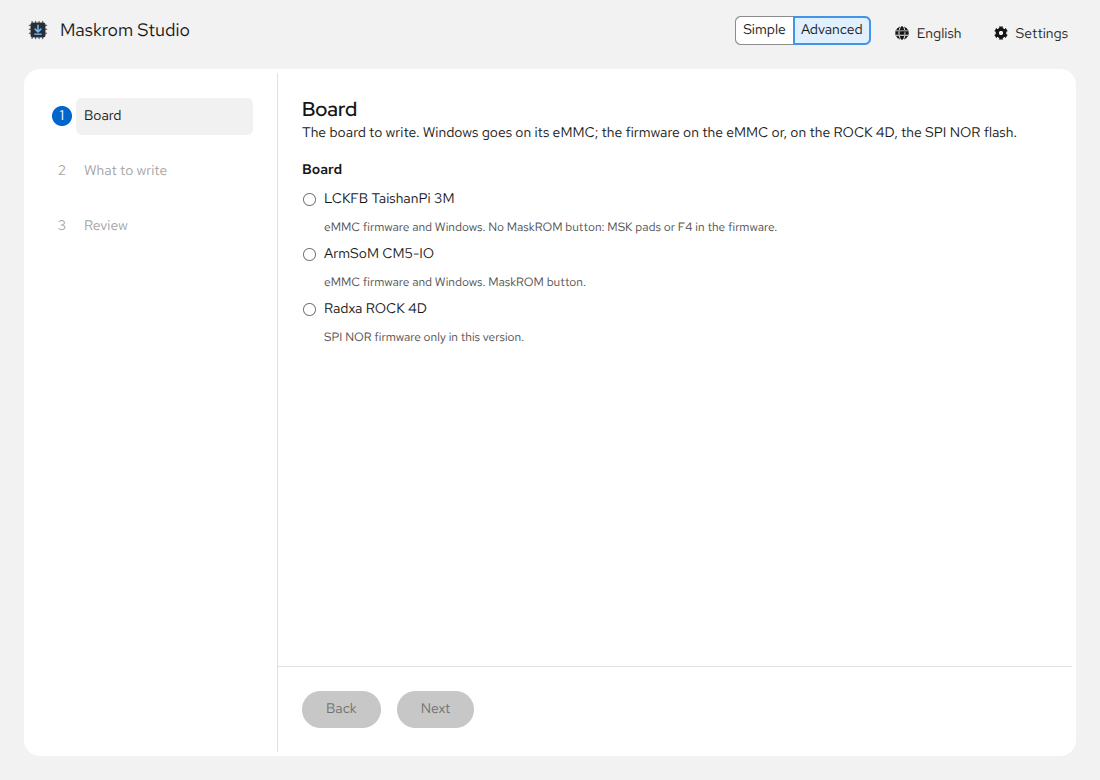 Maskrom Studio
Simple
Advanced
English
Settings
1 Board
2 What to write
3 Review
Board
The board to write. Windows goes on its eMMC; the firmware on the eMMC or, on the ROCK 4D, the SPI NOR flash.
Board
LCKFB TaishanPi 3M
eMMC firmware and Windows. No MaskROM button: MSK pads or F4 in the firmware.
ArmSoM CM5-IO
eMMC firmware and Windows. MaskROM button.
Radxa ROCK 4D
SPI NOR firmware only in this version.
Back
Next